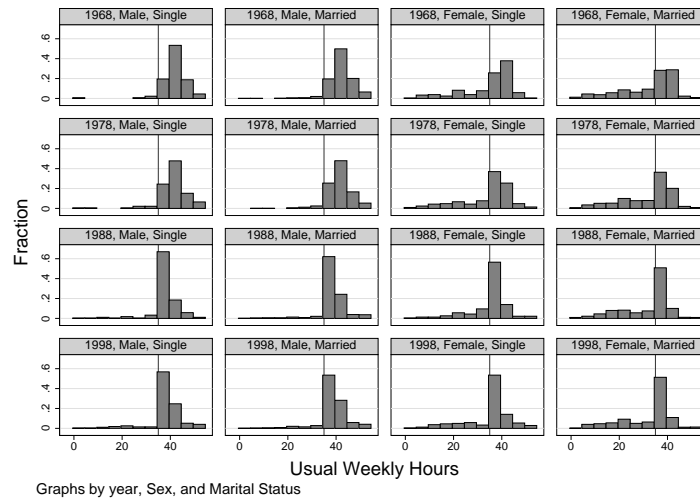 1968, Male, Single
1968, Male, Married
1968, Female, Single
1968, Female, Married
0 .2 .4 .6
1978, Male, Single
1978, Male, Married
1978, Female, Single
1978, Female, Married
0 .2 .4 .6
1988, Male, Single
1988, Male, Married
1988, Female, Single
1988, Female, Married
0 .2 .4 .6
1998, Male, Single
1998, Male, Married
1998, Female, Single
1998, Female, Married
0 .2 .4 .6
0 20 40
0 20 40
0 20 40
0 20 40
Fraction
Usual Weekly Hours
Graphs by year, Sex, and Marital Status